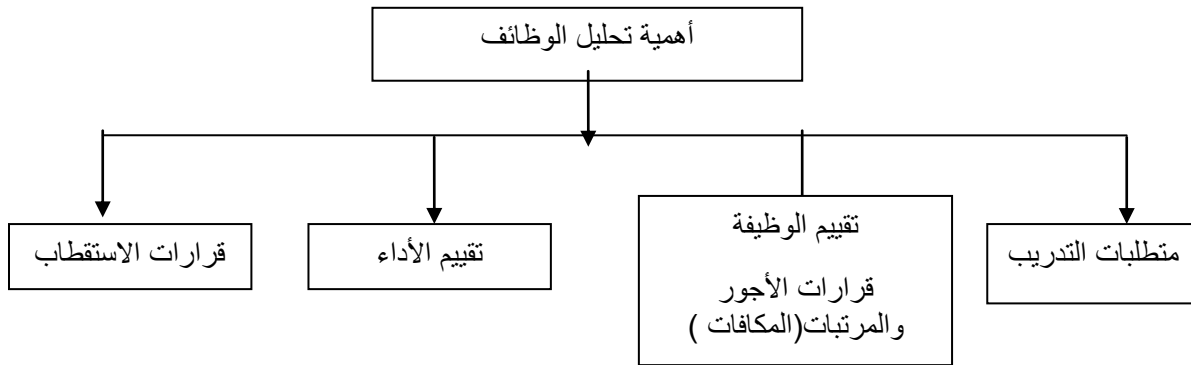 أهمية تحليل الوظائف
متطلبات التدريب
تقييم الوظيفة
قرارات الأجور
والمرتبات(المكافات )
تقييم الأداء
قرارات الاستقطاب